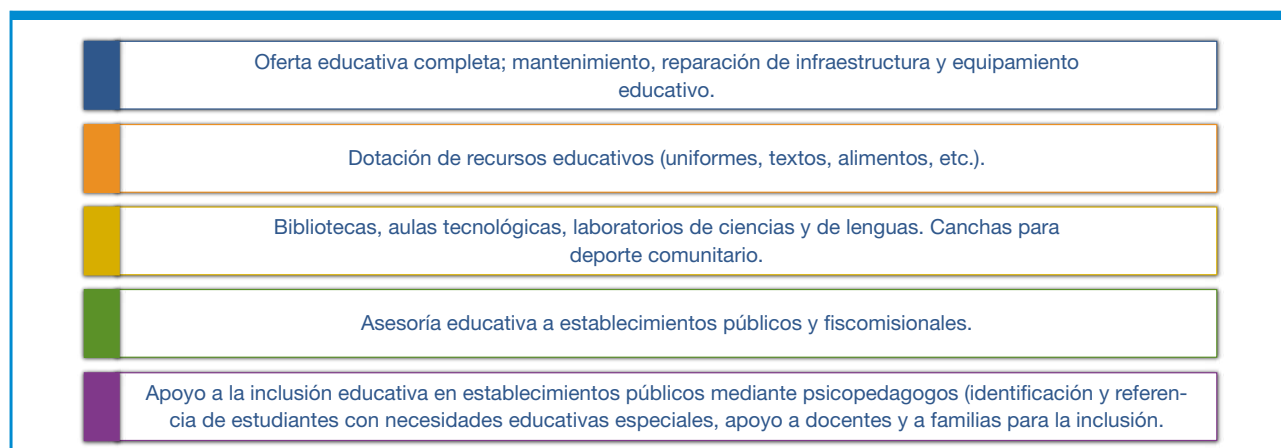 Oferta educativa completa; mantenimiento, reparación de infraestructura y equipamiento
educativo.
Dotación de recursos educativos (uniformes, textos, alimentos, etc.).
Bibliotecas, aulas tecnológicas, laboratorios de ciencias y de lenguas. Canchas para
deporte comunitario.
Asesoría educativa a establecimientos públicos y fiscomisionales.
Apoyo a la inclusión educativa en establecimientos públicos mediante psicopedagogos (identificación y referen-
cia de estudiantes con necesidades educativas especiales, apoyo a docentes y a familias para la inclusión.